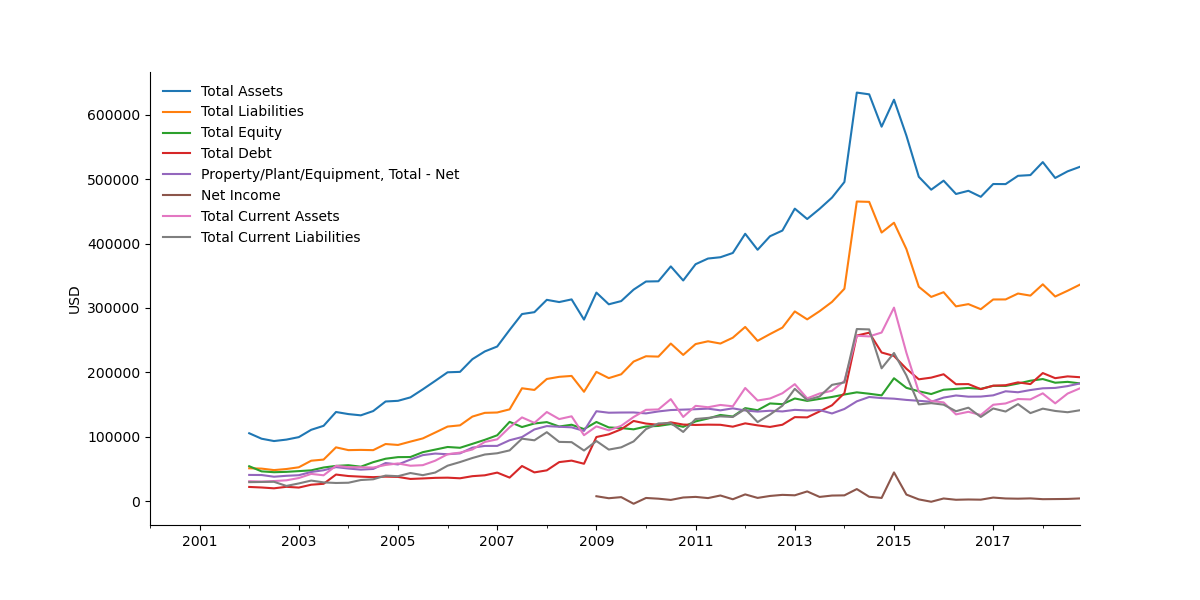 Total Assets
Total Liabilities
Total Equity
Total Debt
Property/Plant/Equipment, Total - Net
Net Income
Total Current Assets
Total Current Liabilities
USD
600000
500000
400000
300000
200000
100000
0
2001 2003 2005 2007 2009 2011 2013 2015 2017